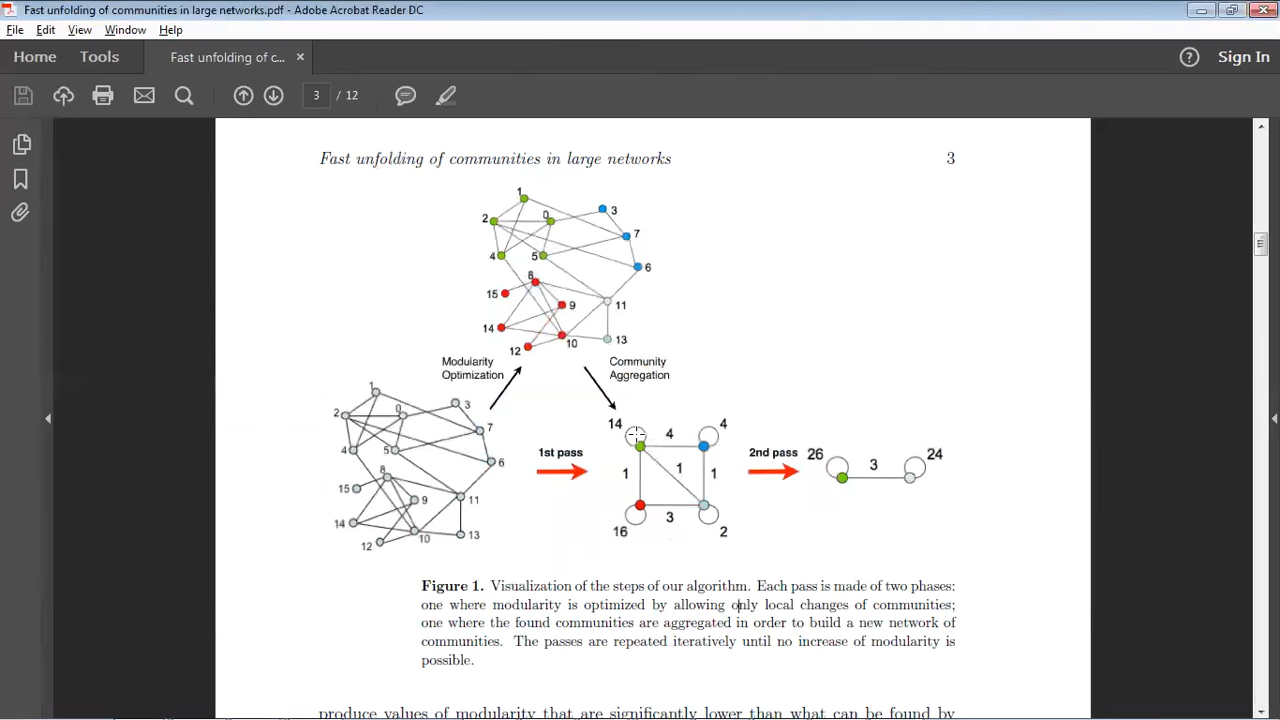 Fast unfolding of communities in large networks.pdf - Adobe Acrobat Reader DC
File Edit View Window Help
Home Tools Fast unfolding of c... × ? Sign In
3 / 12
Fast unfolding of communities in large networks 3
1
2 0 3
7
4 5 6
8
15 9 11
14
12 10 13
Modularity Community
Optimization Aggregation
1
2 0 3
7
4 5 6
8
15 9 11
14
12 10 13
1st pass
14 4 4
1 1 1
16 3 2
2nd pass
26 3 24
Figure 1. Visualization of the steps of our algorithm. Each pass is made of two phases:
one where modularity is optimized by allowing only local changes of communities;
one where the found communities are aggregated in order to build a new network of
communities. The passes are repeated iteratively until no increase of modularity is
possible.
produce values of modularity that are significantly lower than what can be found by